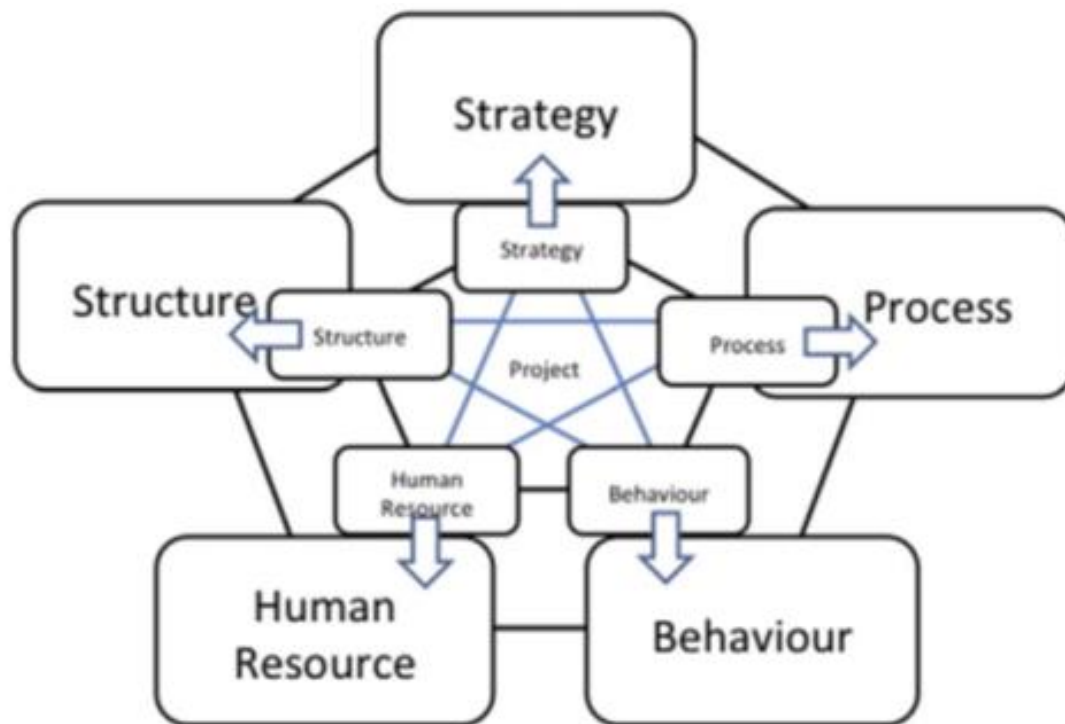 Strategy
Strategy
Structure
Process
Structure
Process
Project
Human
Resource
Behaviour
Human
Resource
Behaviour